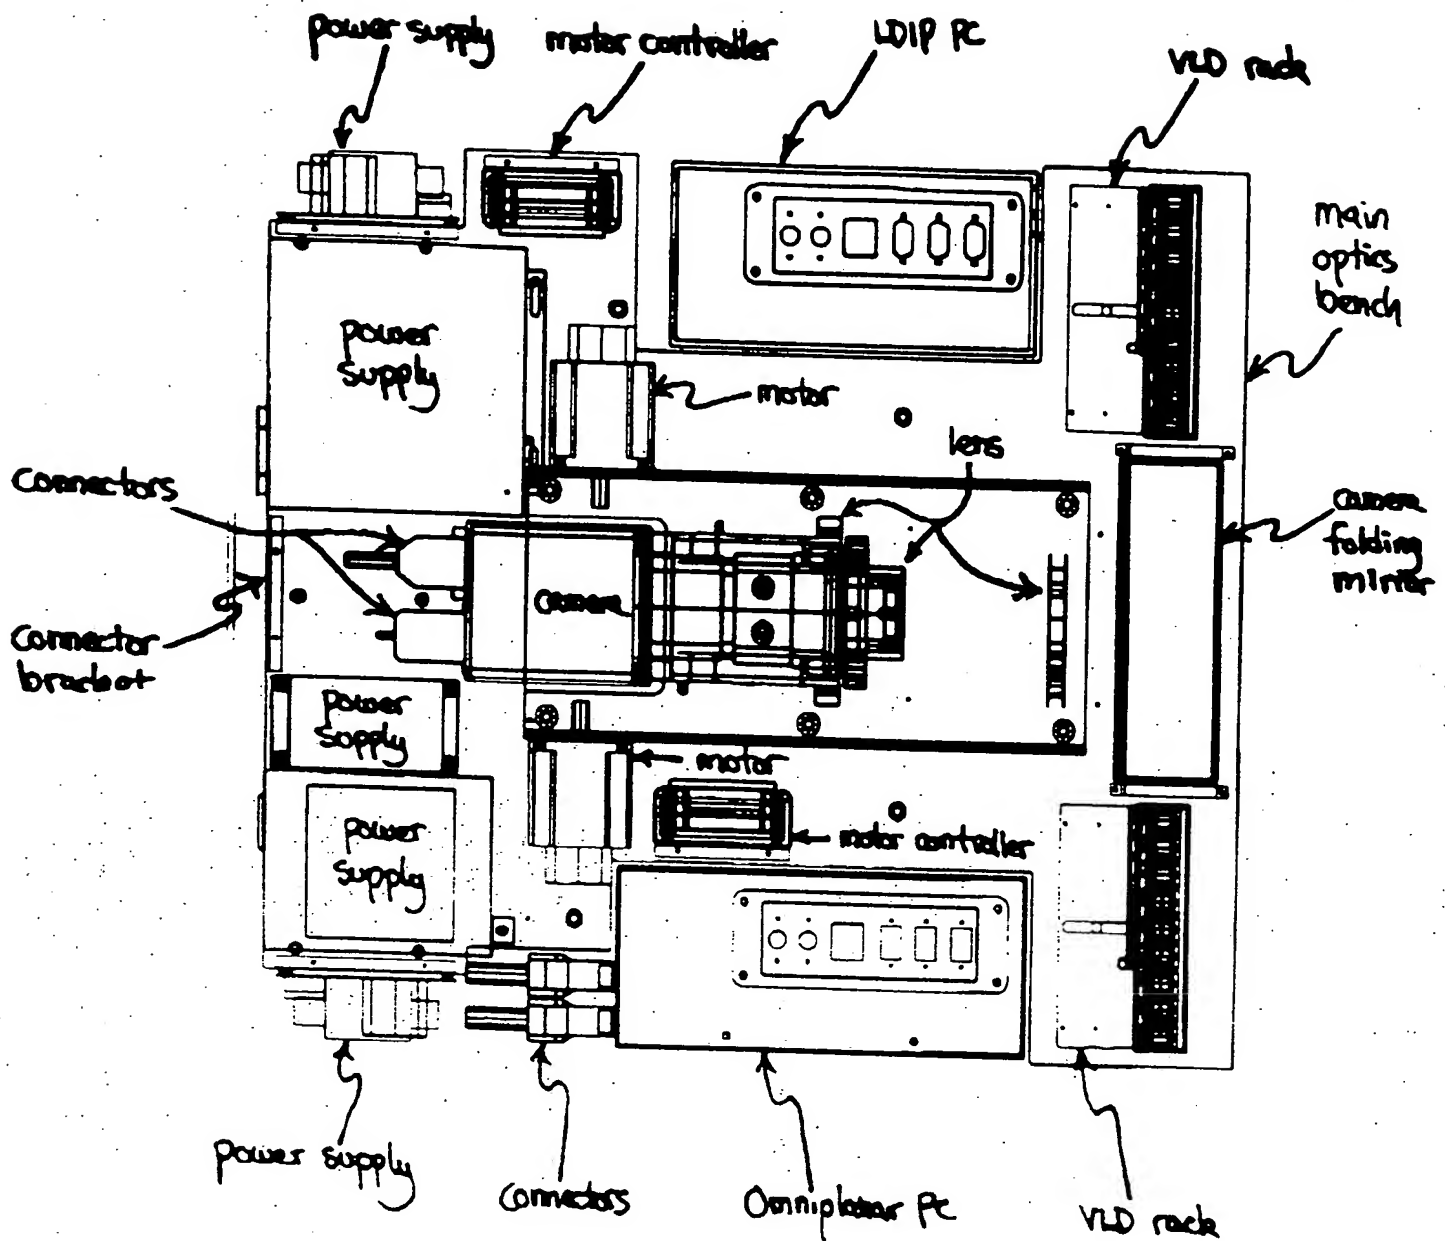 power supply
motor controller
LDIP PC
VLD rack
main
optics
bench
power
supply
motor
lens
connectors
camera
folding
mirror
camera
connector
bracket
power
supply
motor
power
supply
motor controller
power supply
connectors
Omniplanar PC
VLD rack